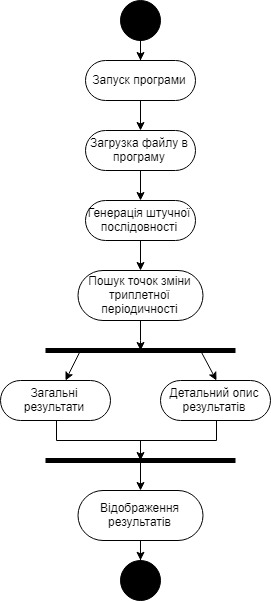 Запуск програми
Загрузка файлу в
програму
Генерація штучної
послідовності
Пошук точок зміни
триплетної
періодичності
Загальні
результати
Детальний опис
результатів
Відображення
результатів